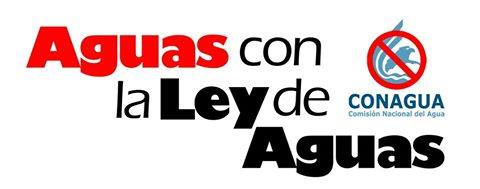 Aguas con
la Ley de
Aguas
CONAGUA
Comisión Nacional del Agua